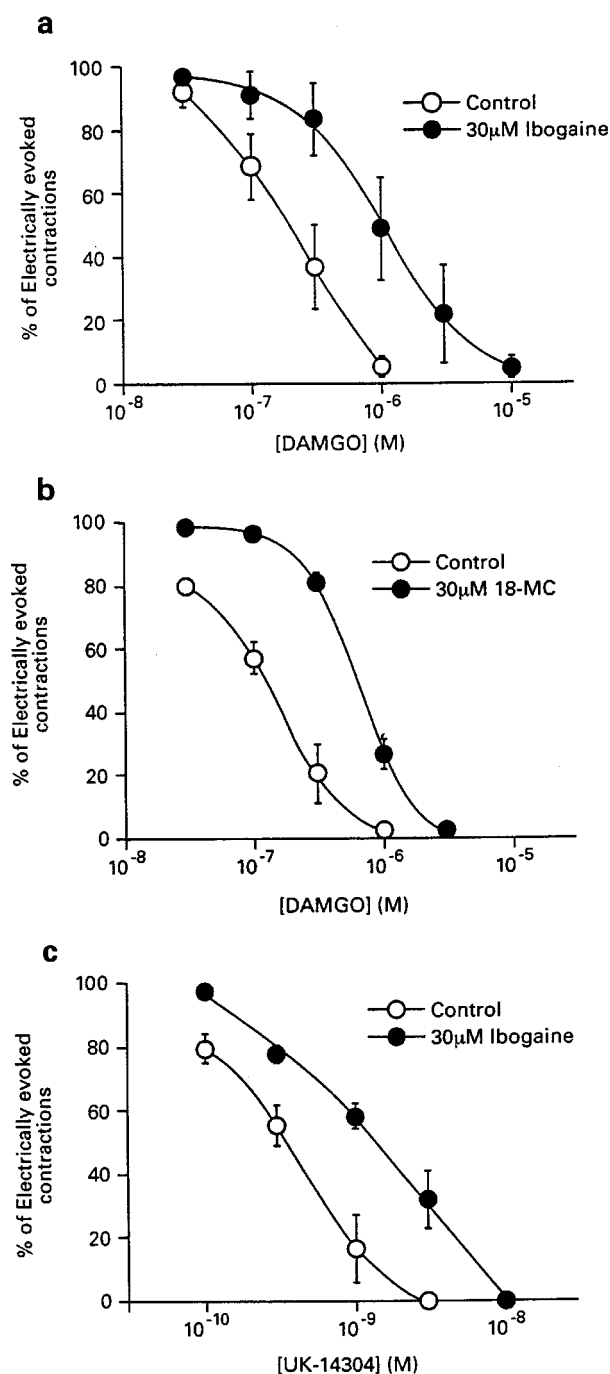 a
100
80
60
40
20
0
% of Electrically evoked
contractions
Control
30μM Ibogaine
10-8
10-7
10-6
10-5
[DAMGO] (M)
b
100
80
60
40
20
0
% of Electrically evoked
contractions
Control
30μM 18-MC
10-8
10-7
10-6
10-5
[DAMGO] (M)
c
100
80
60
40
20
0
% of Electrically evoked
contractions
Control
30μM Ibogaine
10-10
10-9
10-8
[UK-14304] (M)